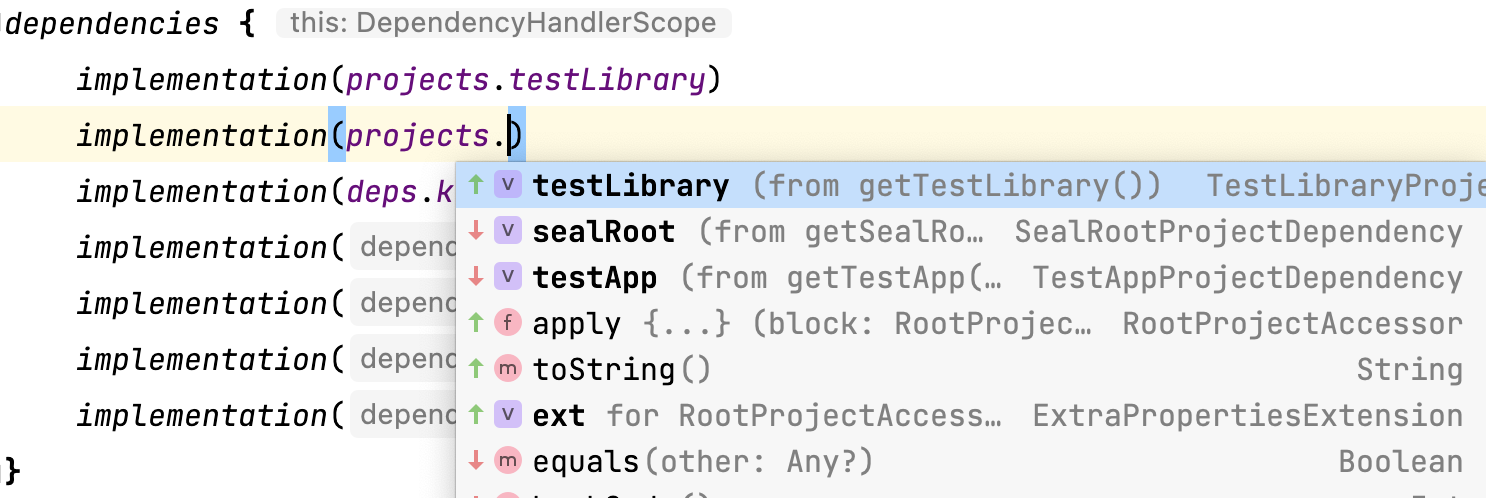 dependencies { this: DependencyHandlerScope
implementation(projects.testLibrary)
implementation(projects.)
implementation(deps.k
implementation( depend
implementation( depend
implementation( depend
implementation( depend
}
v testLibrary (from getTestLibrary()) TestLibraryProje
v sealRoot (from getSealRo… SealRootProjectDependency
v testApp (from getTestApp(… TestAppProjectDependency
f apply {...} (block: RootProjec… RootProjectAccessor
m toString() String
v ext for RootProjectAccess… ExtraPropertiesExtension
m equals(other: Any?) Boolean